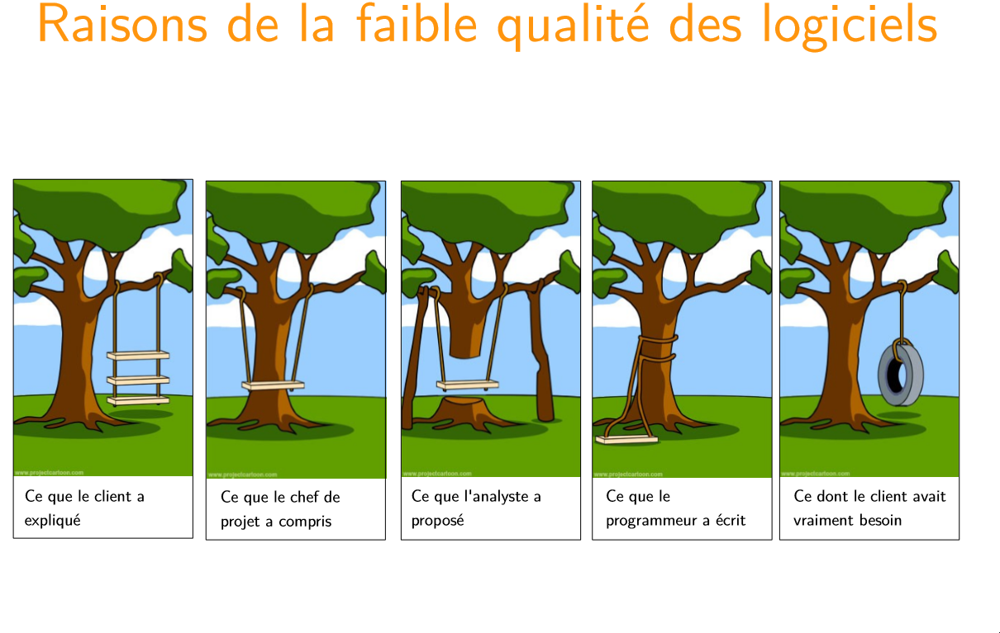 Raisons de la faible qualité des logiciels
www.projectcartoon.com
www.projectcartoon.com
www.projectcartoon.com
www.projectcartoon.com
www.projectcartoon.com
Ce que le client a
expliqué
Ce que le chef de
projet a compris
Ce que l'analyste a
proposé
Ce que le
programmeur a écrit
Ce dont le client avait
vraiment besoin